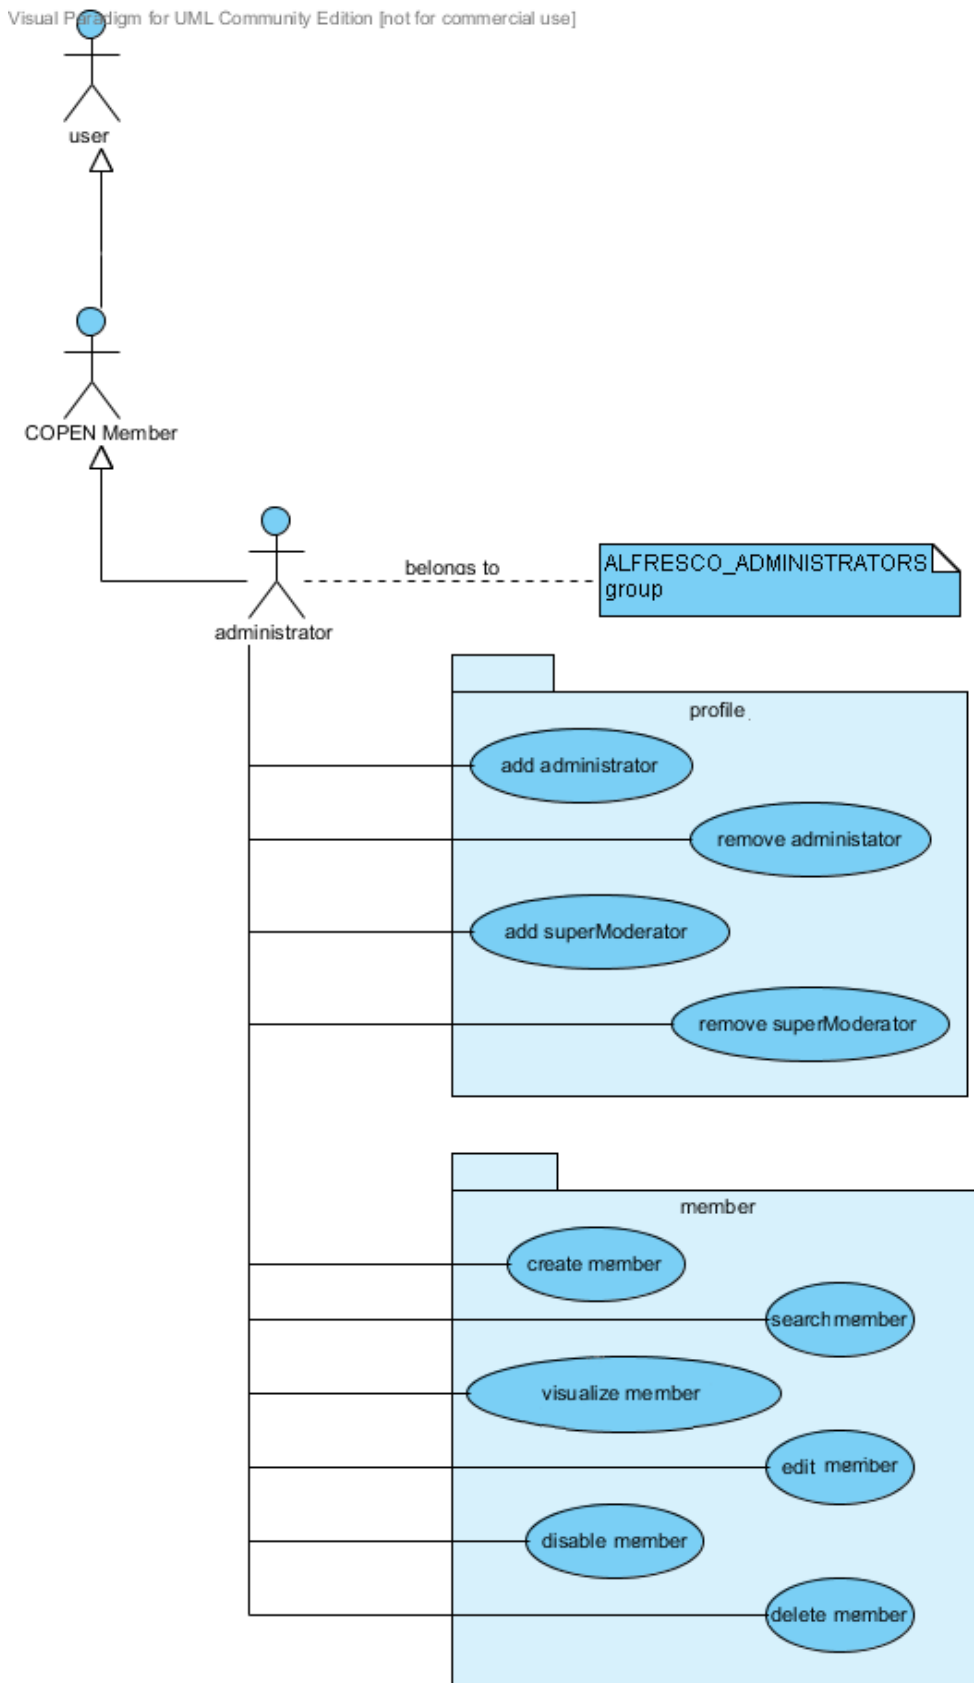 Visual Paradigm for UML Community Edition [not for commercial use]
user
COPEN Member
belongs to
ALFRESCO_ADMINISTRATORS
group
administrator
profile
add administrator
remove administator
add superModerator
remove superModerator
member
create member
search member
visualize member
edit member
disable member
delete member